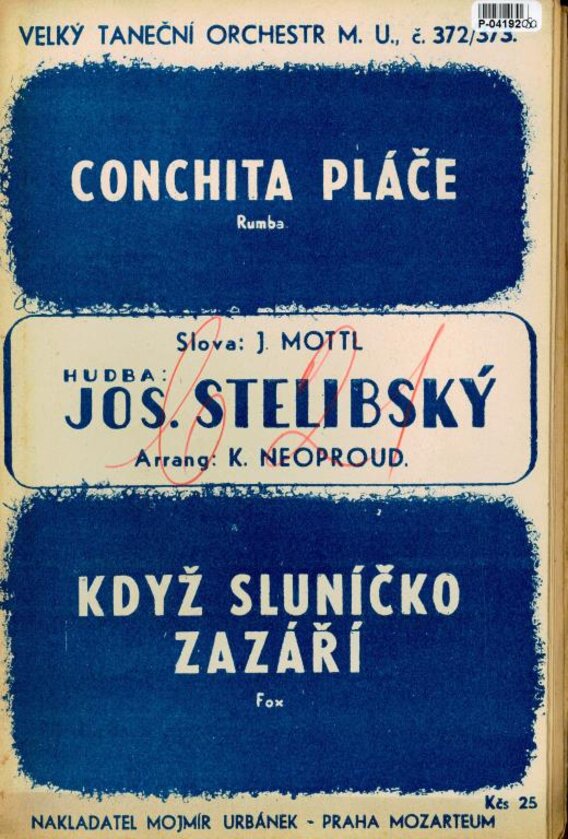 P-0419200
VELKÝ TANEČNÍ ORCHESTR M. U., č. 372/373.
CONCHITA PLÁČE
Rumba
Slova: J. MOTTL
HUDBA:
JOS. STELIBSKÝ
Arrang: K. NEOPROUD.
KDYŽ SLUNÍČKO
ZAZÁŘÍ
Fox
Kčs 25
NAKLADATEL MOJMÍR URBÁNEK - PRAHA MOZARTEUM